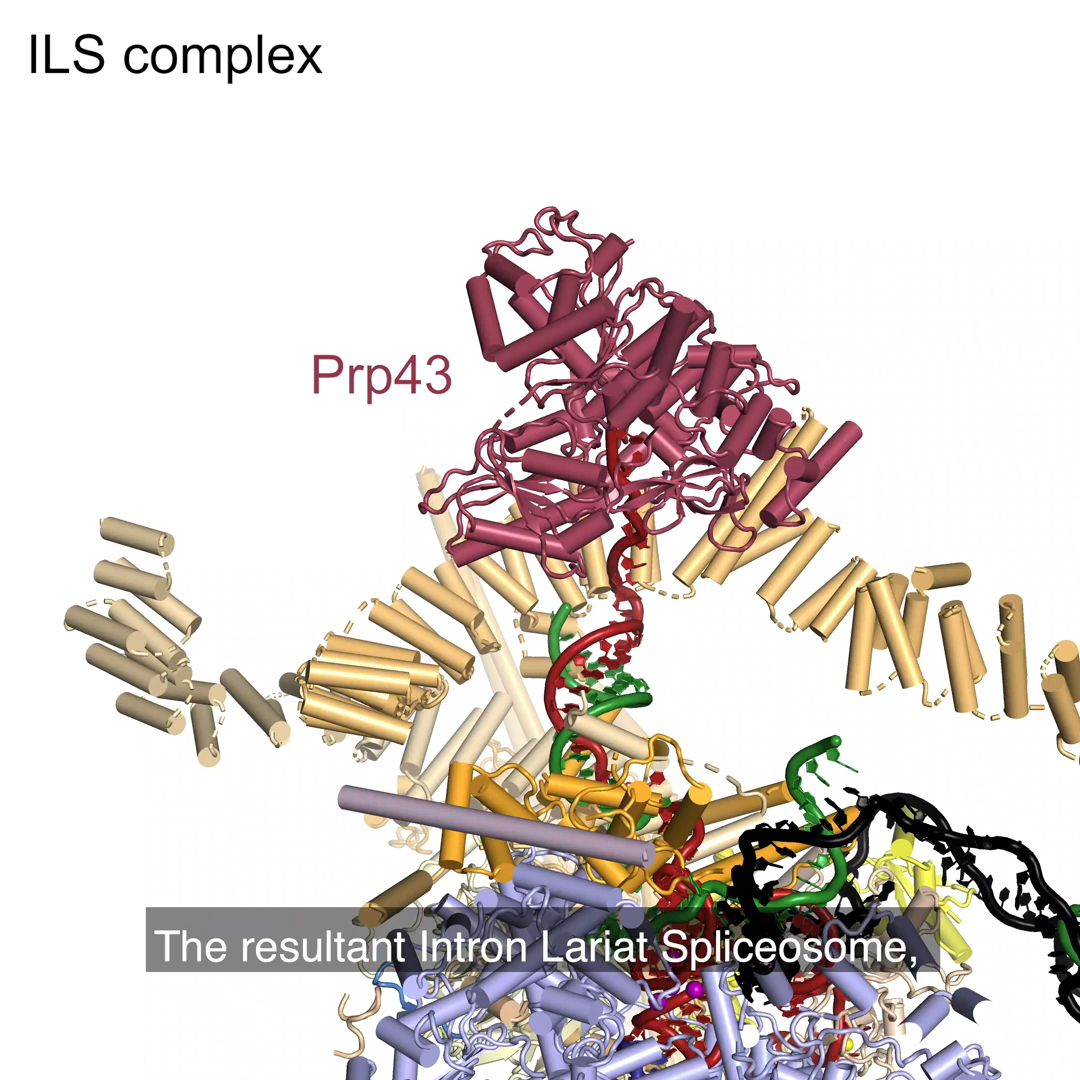 ILS complex
Prp43
The resultant Intron Lariat Spliceosome,